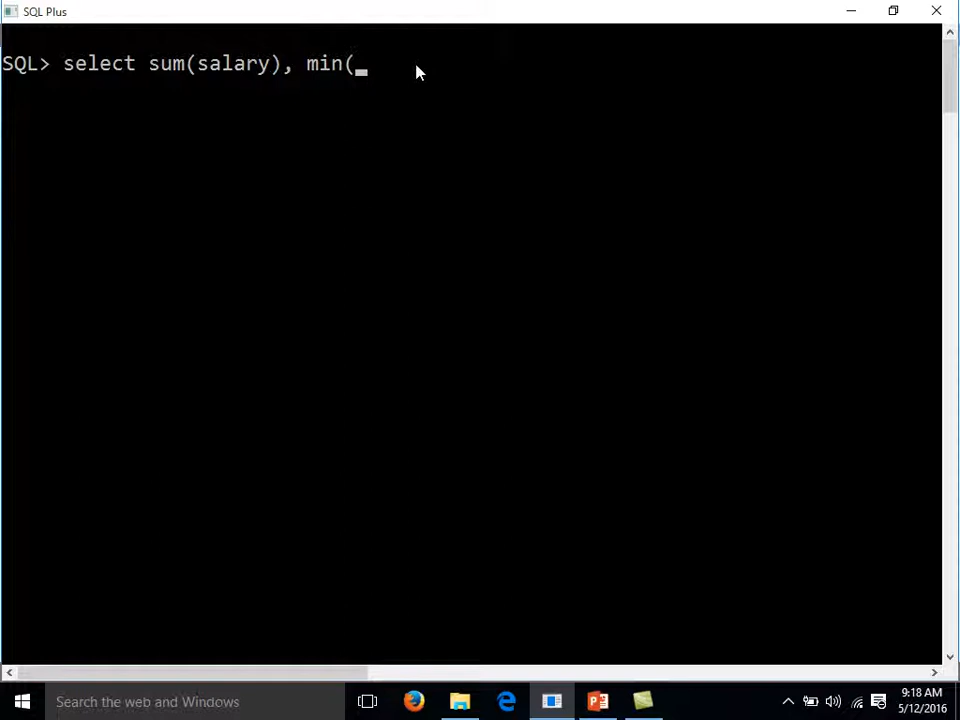 SQL Plus
SQL> select sum(salary), min(
Search the web and Windows
9:18 AM
5/12/2016